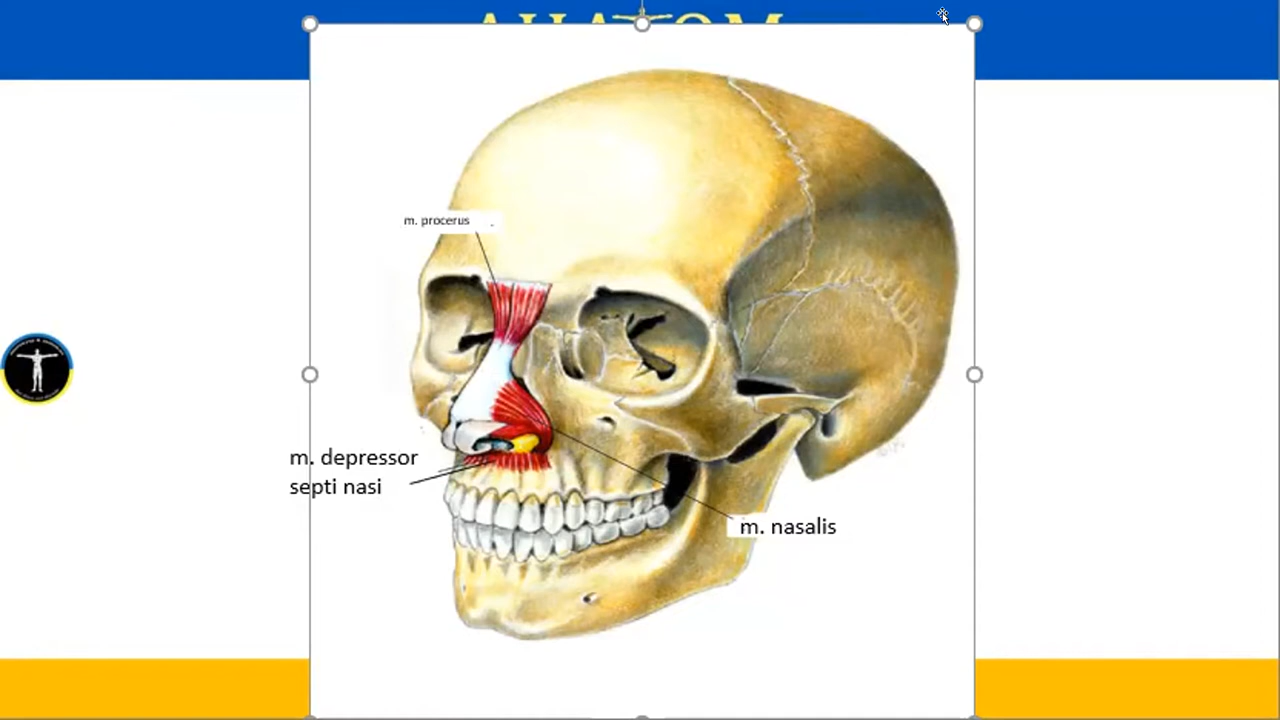 m. procerus
m. depressor
septi nasi
m. nasalis